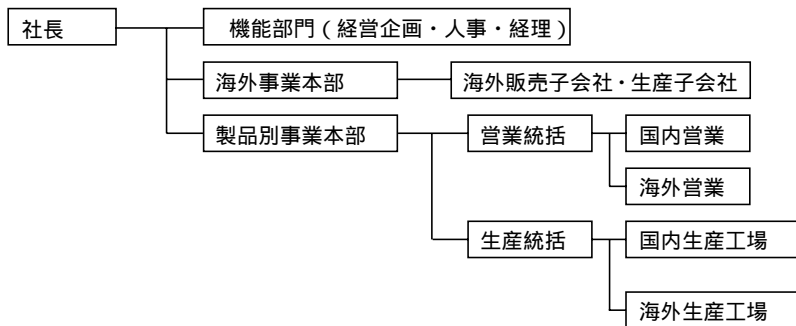 社長
機能部門（経営企画・人事・経理）
海外事業本部
海外販売子会社・生産子会社
製品別事業本部
営業統括
国内営業
海外営業
生産統括
国内生産工場
海外生産工場